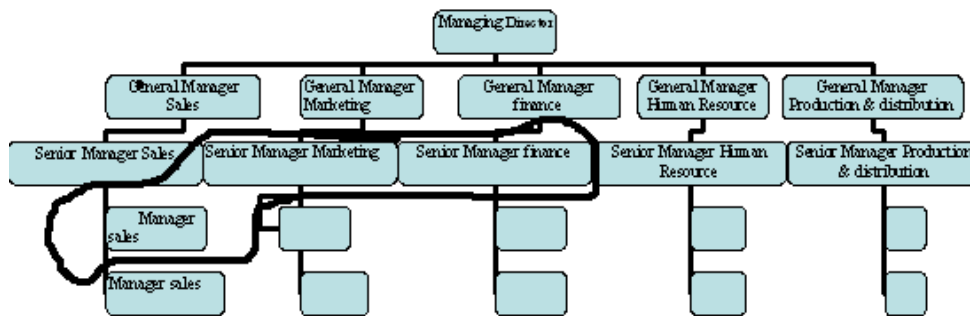 Managing Director
General Manager
Sales
General Manager
Marketing
General Manager
finance
General Manager
Human Resource
General Manager
Production & distribution
Senior Manager Sales
Senior Manager Marketing
Senior Manager finance
Senior Manager Human
Resource
Senior Manager Production
& distribution
Manager
sales
Manager sales